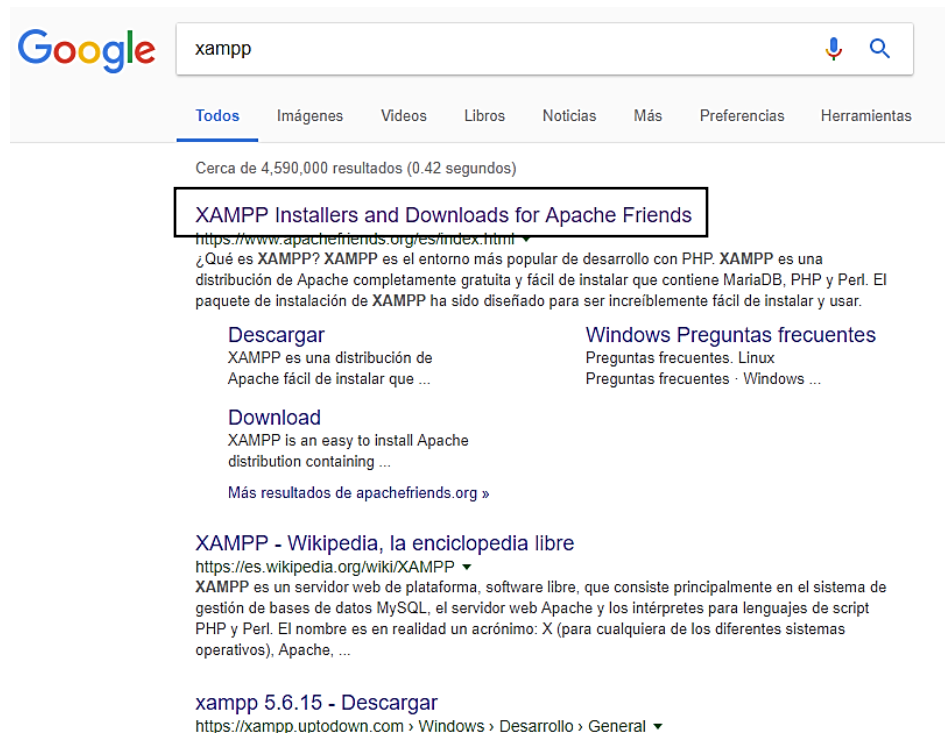 Google
xampp
Todos Imágenes Videos Libros Noticias Más Preferencias Herramientas
Cerca de 4,590,000 resultados (0.42 segundos)
XAMPP Installers and Downloads for Apache Friends
https://www.apachefriends.org/es/index.html
¿Qué es XAMPP? XAMPP es el entorno más popular de desarrollo con PHP. XAMPP es una
distribución de Apache completamente gratuita y fácil de instalar que contiene MariaDB, PHP y Perl. El
paquete de instalación de XAMPP ha sido diseñado para ser increíblemente fácil de instalar y usar.
Descargar
XAMPP es una distribución de
Apache fácil de instalar que ...
Windows Preguntas frecuentes
Preguntas frecuentes. Linux
Preguntas frecuentes · Windows ...
Download
XAMPP is an easy to install Apache
distribution containing ...
Más resultados de apachefriends.org »
XAMPP - Wikipedia, la enciclopedia libre
https://es.wikipedia.org/wiki/XAMPP
XAMPP es un servidor web de plataforma, software libre, que consiste principalmente en el sistema de
gestión de bases de datos MySQL, el servidor web Apache y los intérpretes para lenguajes de script
PHP y Perl. El nombre es en realidad un acrónimo: X (para cualquiera de los diferentes sistemas
operativos), Apache, ...
xampp 5.6.15 - Descargar
https://xampp.uptodown.com › Windows › Desarrollo › General